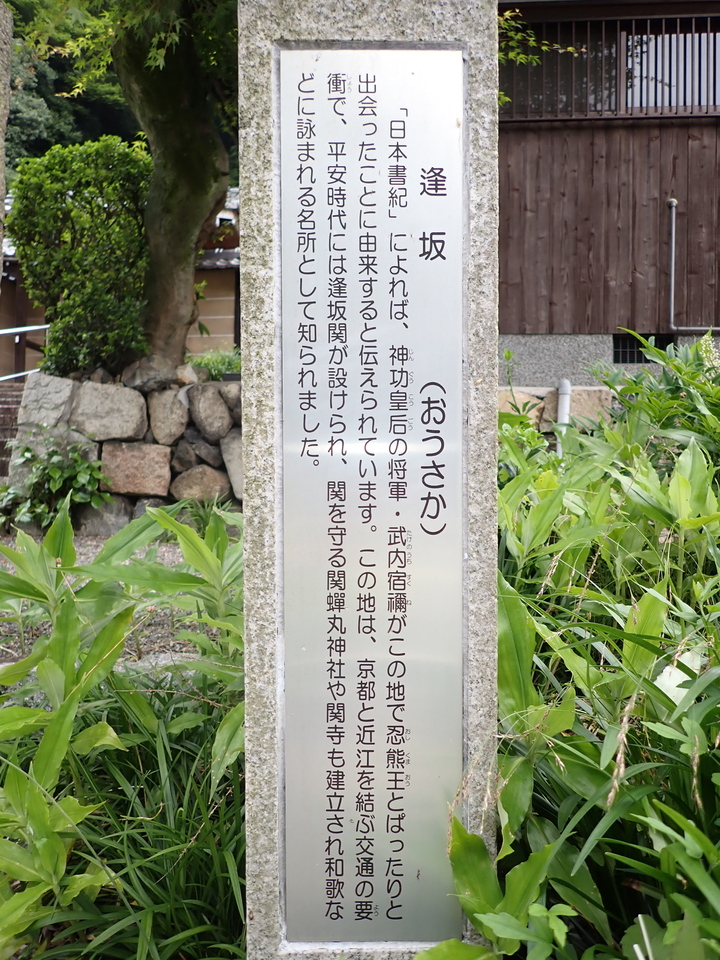 逢坂　(おうさか)
「日本書紀」によれば、神功皇后の将軍・武内宿禰がこの地で忍熊王とばったりと
出会ったことに由来すると伝えられています。この地は、京都と近江を結ぶ交通の要
衝で、平安時代には逢坂関が設けられ、関を守る関蟬丸神社や関寺も建立され和歌な
どに詠まれる名所として知られました。